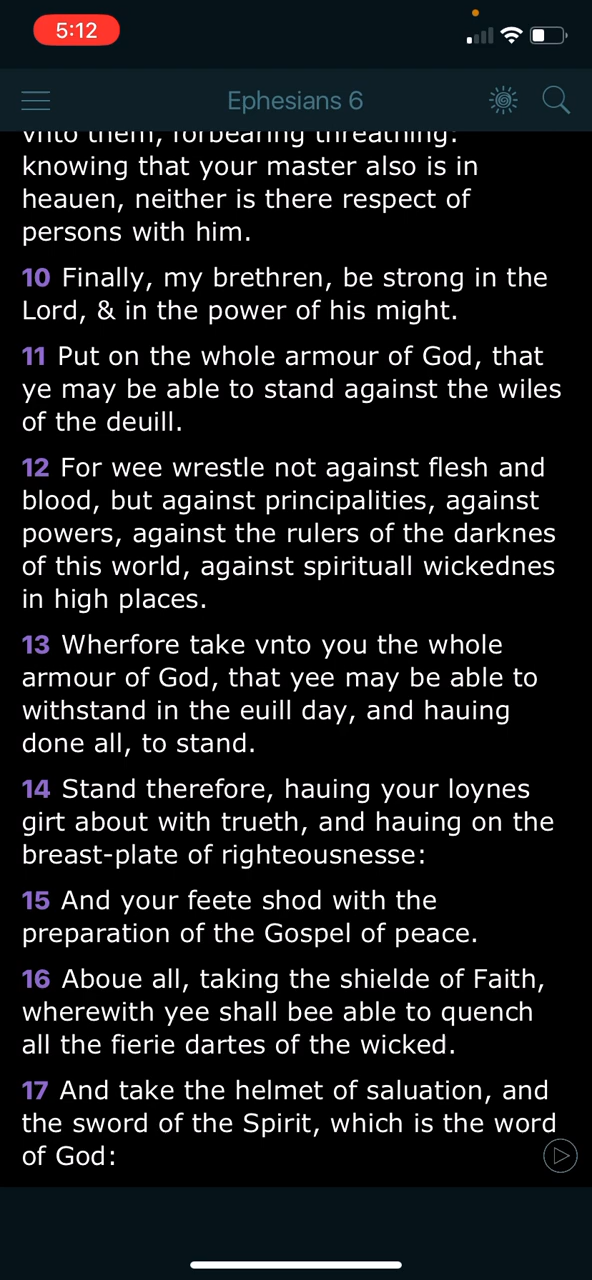 5:12
Ephesians 6
vnto them, forbearing threatning:
knowing that your master also is in
heauen, neither is there respect of
persons with him.
10 Finally, my brethren, be strong in the
Lord, & in the power of his might.
11 Put on the whole armour of God, that
ye may be able to stand against the wiles
of the deuill.
12 For wee wrestle not against flesh and
blood, but against principalities, against
powers, against the rulers of the darknes
of this world, against spirituall wickednes
in high places.
13 Wherfore take vnto you the whole
armour of God, that yee may be able to
withstand in the euill day, and hauing
done all, to stand.
14 Stand therefore, hauing your loynes
girt about with trueth, and hauing on the
breast-plate of righteousnesse:
15 And your feete shod with the
preparation of the Gospel of peace.
16 Aboue all, taking the shielde of Faith,
wherewith yee shall bee able to quench
all the fierie dartes of the wicked.
17 And take the helmet of saluation, and
the sword of the Spirit, which is the word
of God: